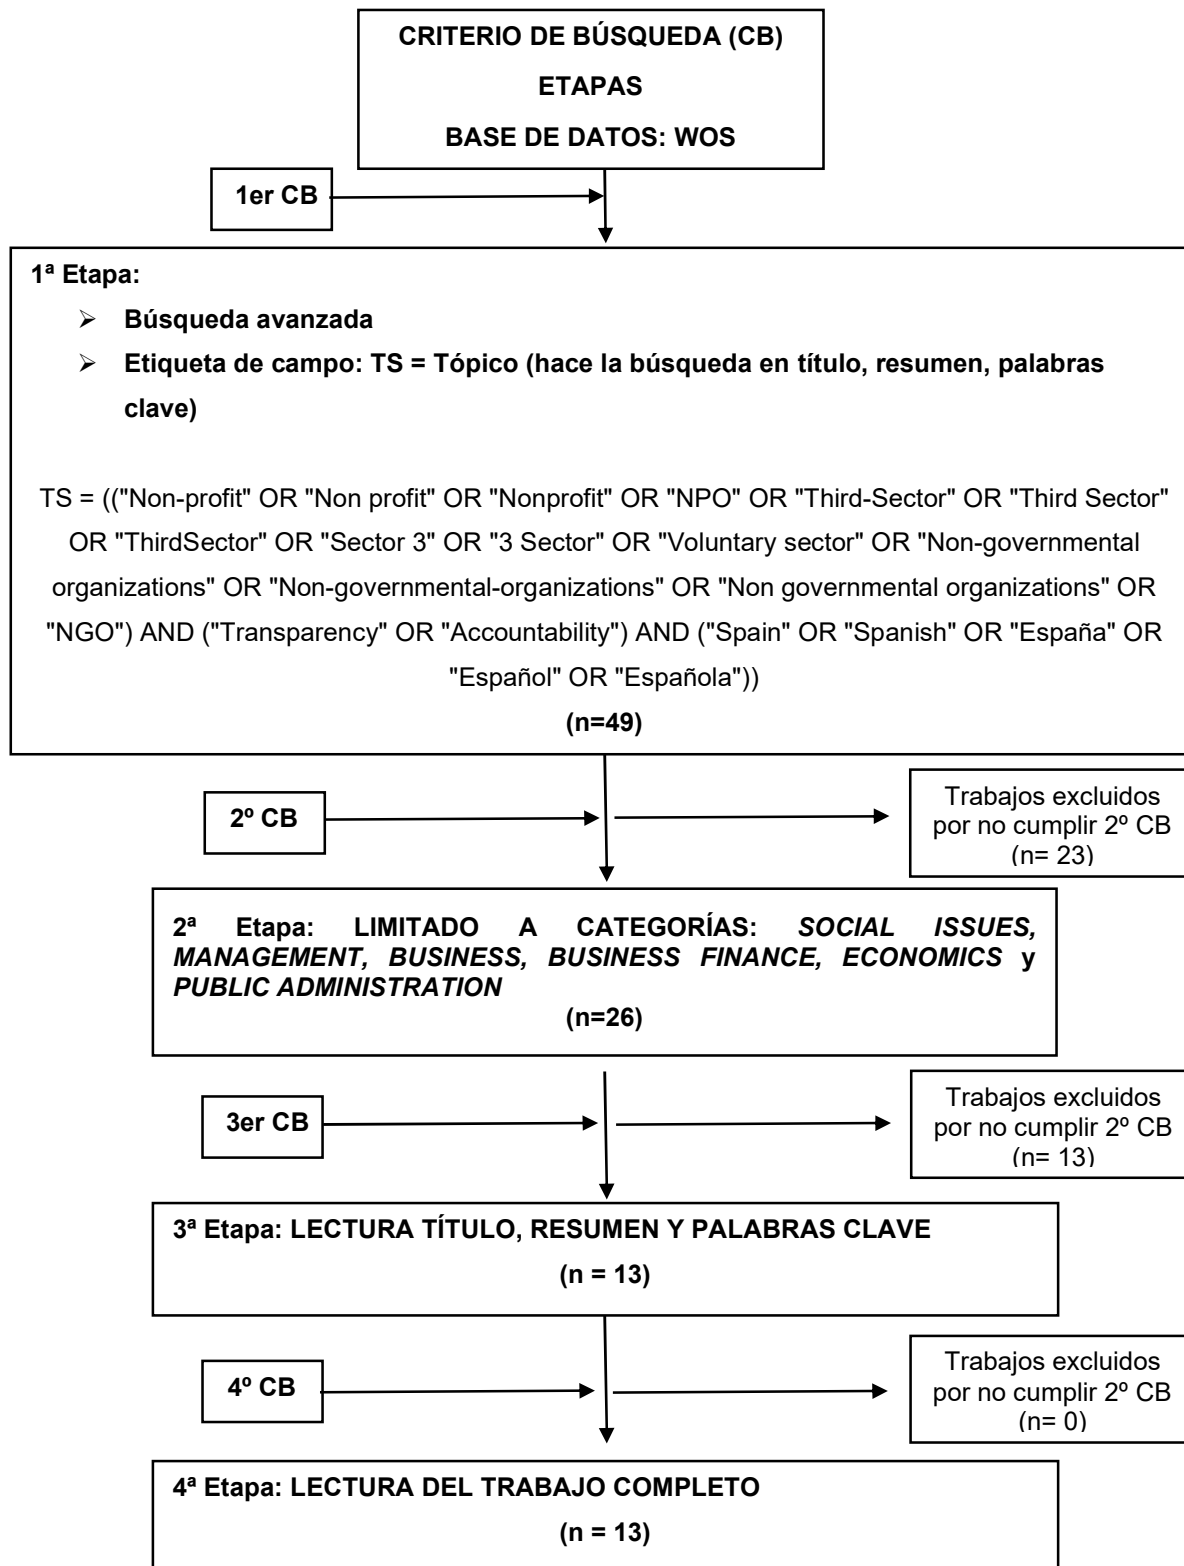 CRITERIO DE BÚSQUEDA (CB)
ETAPAS
BASE DE DATOS: WOS
1er CB
1ª Etapa:
➢ Búsqueda avanzada
➢ Etiqueta de campo: TS = Tópico (hace la búsqueda en título, resumen, palabras
clave)
TS = (("Non-profit" OR "Non profit" OR "Nonprofit" OR "NPO" OR "Third-Sector" OR "Third Sector"
OR "ThirdSector" OR "Sector 3" OR "3 Sector" OR "Voluntary sector" OR "Non-governmental
organizations" OR "Non-governmental-organizations" OR "Non governmental organizations" OR
"NGO") AND ("Transparency" OR "Accountability") AND ("Spain" OR "Spanish" OR "España" OR
"Español" OR "Española"))
(n=49)
2º CB
Trabajos excluidos
por no cumplir 2º CB
(n= 23)
2ª Etapa: LIMITADO A CATEGORÍAS: SOCIAL ISSUES,
MANAGEMENT, BUSINESS, BUSINESS FINANCE, ECONOMICS y
PUBLIC ADMINISTRATION
(n=26)
3er CB
Trabajos excluidos
por no cumplir 2º CB
(n= 13)
3ª Etapa: LECTURA TÍTULO, RESUMEN Y PALABRAS CLAVE
(n = 13)
4º CB
Trabajos excluidos
por no cumplir 2º CB
(n= 0)
4ª Etapa: LECTURA DEL TRABAJO COMPLETO
(n = 13)